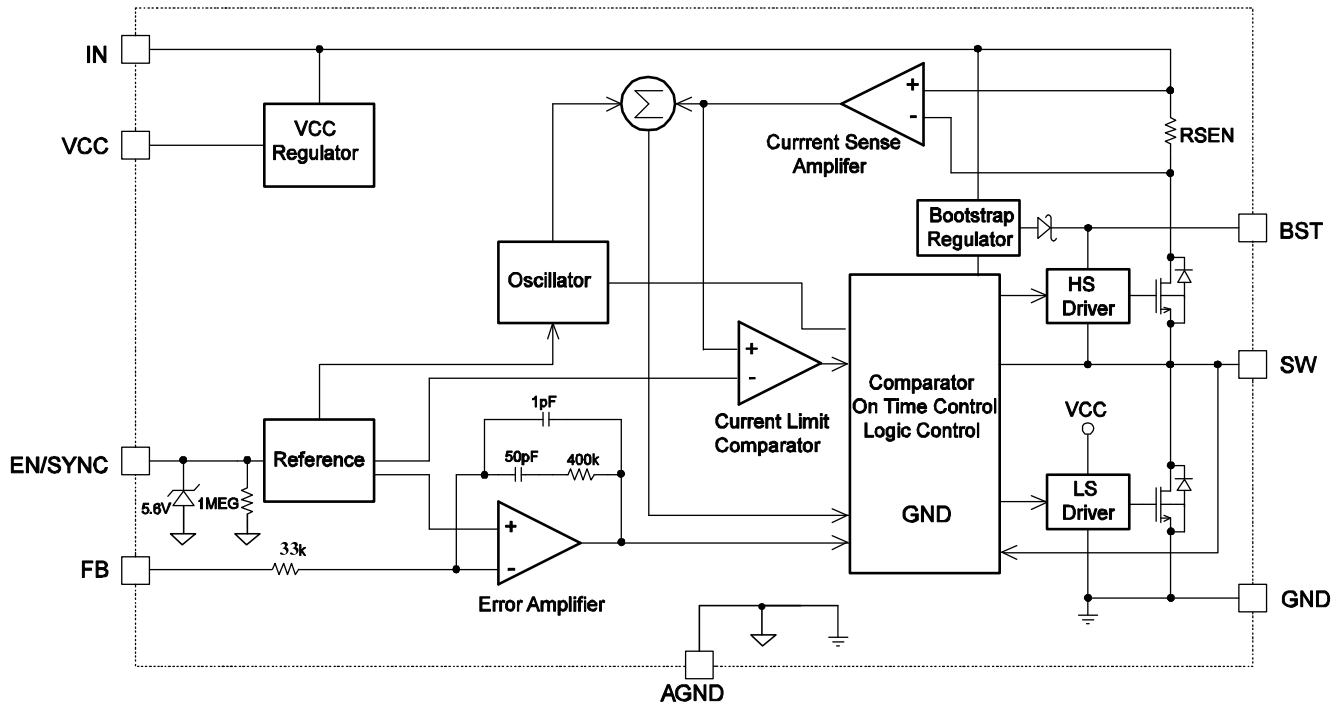 IN
VCC
VCC
Regulator
Σ
+
-
Currrent Sense
Amplifer
RSEN
Bootstrap
Regulator
BST
Oscillator
HS
Driver
+
-
Current Limit
Comparator
Comparator
On Time Control
Logic Control
GND
SW
VCC
1pF
50pF
400k
EN/SYNC
Reference
5.6V
1MEG
LS
Driver
+
-
Error Amplifier
FB
33k
GND
AGND